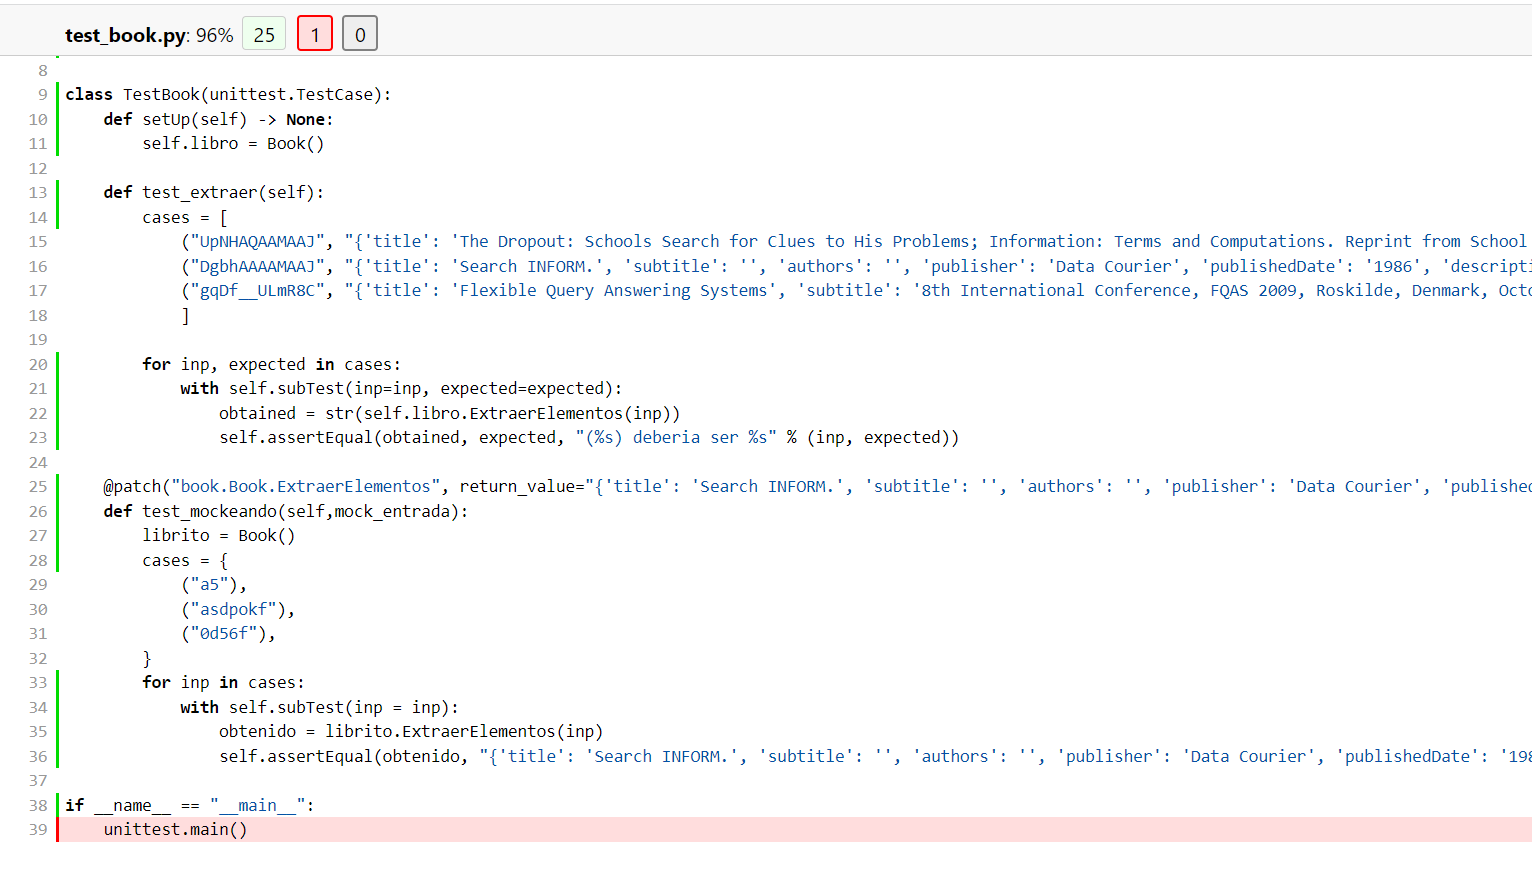 test_book.py: 96% 25 1 0
8
9 class TestBook(unittest.TestCase):
10     def setUp(self) -> None:
11         self.libro = Book()
12
13     def test_extraer(self):
14         cases = [
15             ("UpNHAQAAMAAJ", "{'title': 'The Dropout: Schools Search for Clues to His Problems; Information: Terms and Computations. Reprint from School
16             ("DgbhAAAAMAAJ", "{'title': 'Search INFORM.', 'subtitle': '', 'authors': '', 'publisher': 'Data Courier', 'publishedDate': '1986', 'descripti
17             ("gqDf__ULmR8C", "{'title': 'Flexible Query Answering Systems', 'subtitle': '8th International Conference, FQAS 2009, Roskilde, Denmark, Octo
18             ]
19
20         for inp, expected in cases:
21             with self.subTest(inp=inp, expected=expected):
22                 obtained = str(self.libro.ExtraerElementos(inp))
23                 self.assertEqual(obtained, expected, "(%s) deberia ser %s" % (inp, expected))
24
25     @patch("book.Book.ExtraerElementos", return_value="{'title': 'Search INFORM.', 'subtitle': '', 'authors': '', 'publisher': 'Data Courier', 'published
26     def test_mockeando(self,mock_entrada):
27         librito = Book()
28         cases = {
29             ("a5"),
30             ("asdpokf"),
31             ("0d56f"),
32         }
33         for inp in cases:
34             with self.subTest(inp = inp):
35                 obtenido = librito.ExtraerElementos(inp)
36                 self.assertEqual(obtenido, "{'title': 'Search INFORM.', 'subtitle': '', 'authors': '', 'publisher': 'Data Courier', 'publishedDate': '198
37
38 if __name__ == "__main__":
39     unittest.main()